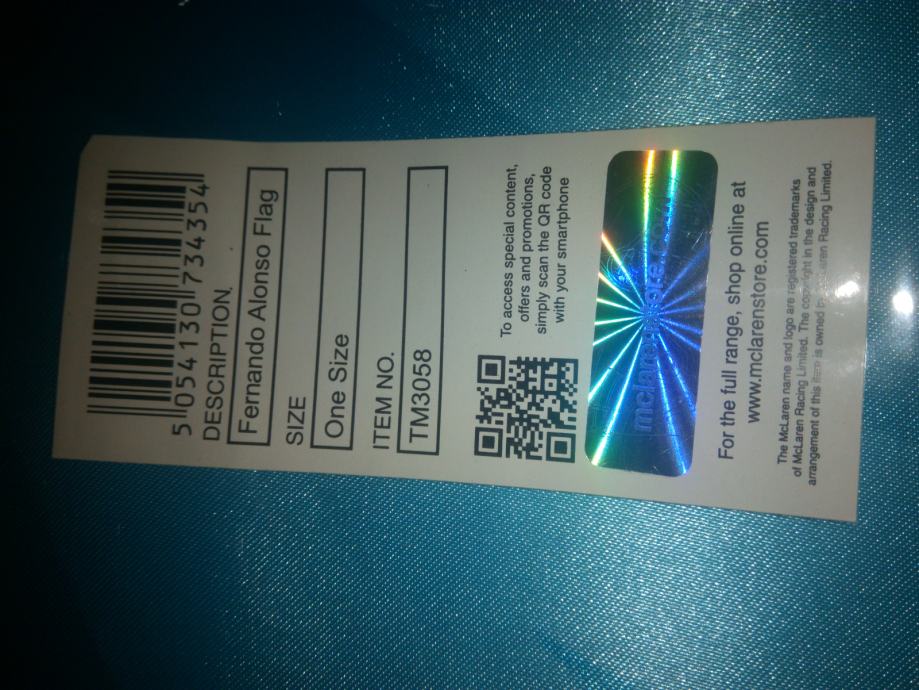 5 054130 734354
DESCRIPTION
Fernando Alonso Flag
SIZE
One Size
ITEM NO.
TM3058
To access special content,
offers and promotions,
simply scan the QR code
with your smartphone
For the full range, shop online at
www.mclarenstore.com
The McLaren name and logo are registered trademarks
of McLaren Racing Limited. The copyright in the design and
arrangement of this item is owned by McLaren Racing Limited.